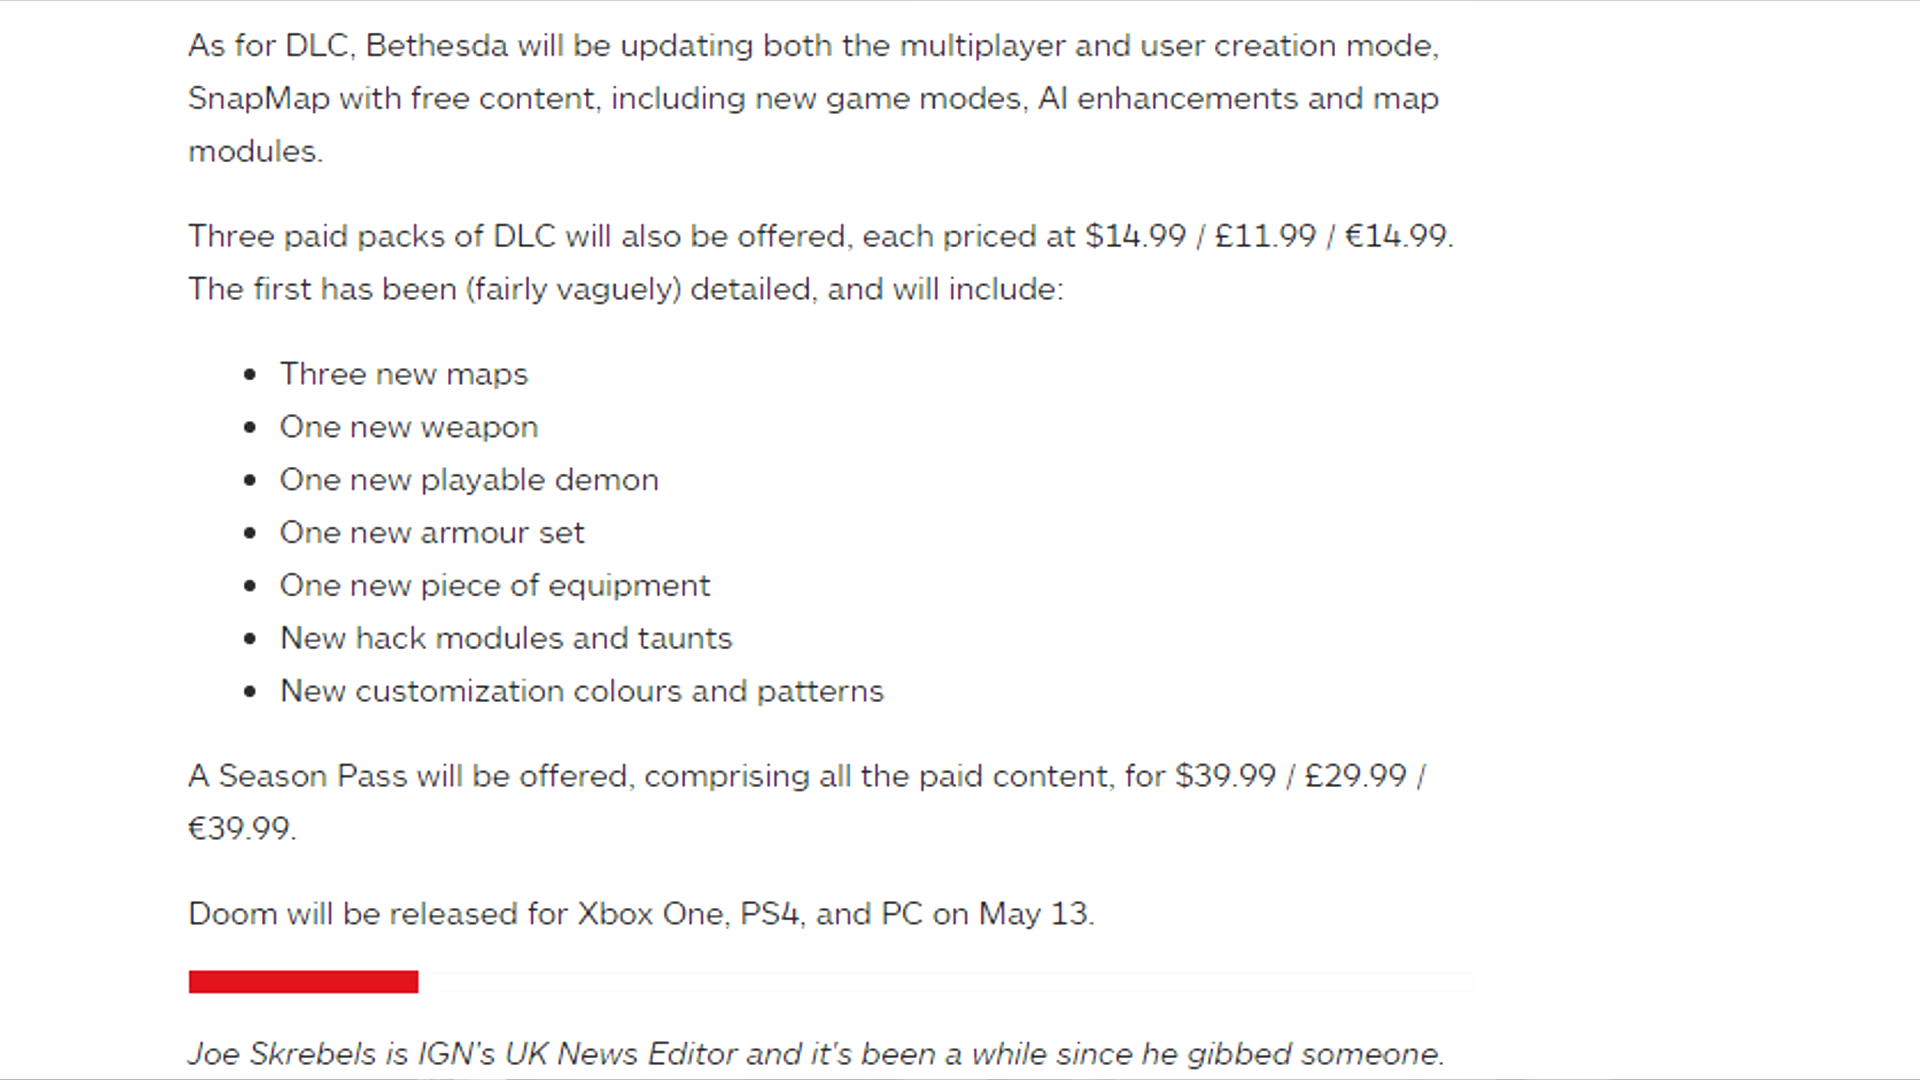 As for DLC, Bethesda will be updating both the multiplayer and user creation mode,
SnapMap with free content, including new game modes, AI enhancements and map
modules.
Three paid packs of DLC will also be offered, each priced at $14.99 / £11.99 / €14.99.
The first has been (fairly vaguely) detailed, and will include:
• Three new maps
• One new weapon
• One new playable demon
• One new armour set
• One new piece of equipment
• New hack modules and taunts
• New customization colours and patterns
A Season Pass will be offered, comprising all the paid content, for $39.99 / £29.99 /
€39.99.
Doom will be released for Xbox One, PS4, and PC on May 13.
Joe Skrebels is IGN's UK News Editor and it's been a while since he gibbed someone.